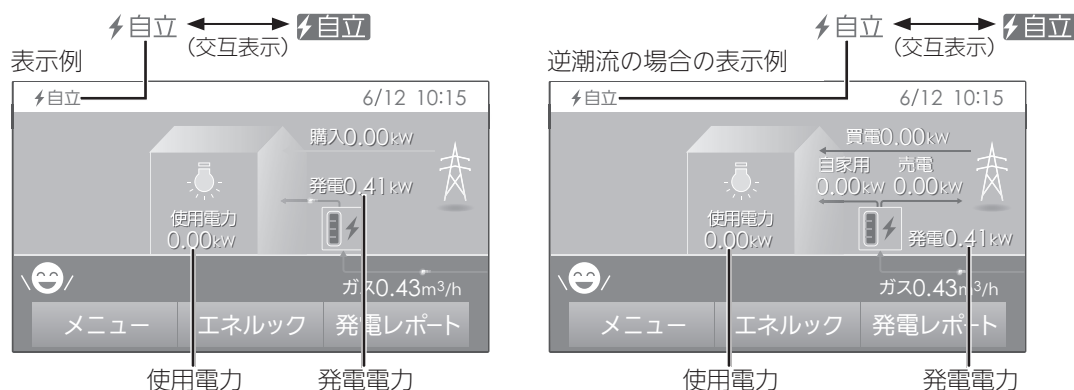 自立 自立
(交互表示)
表示例
自立 6/12 10:15
購入0.00kW
発電0.41kW
使用電力
0.00kW
ガス0.43m³/h
メニュー エネルック 発電レポート
使用電力 発電電力
自立 自立
(交互表示)
逆潮流の場合の表示例
自立 6/12 10:15
買電0.00kW
自家用 売電
0.00kW 0.00kW
使用電力
0.00kW
発電0.41kW
ガス0.43m³/h
メニュー エネルック 発電レポート
使用電力 発電電力